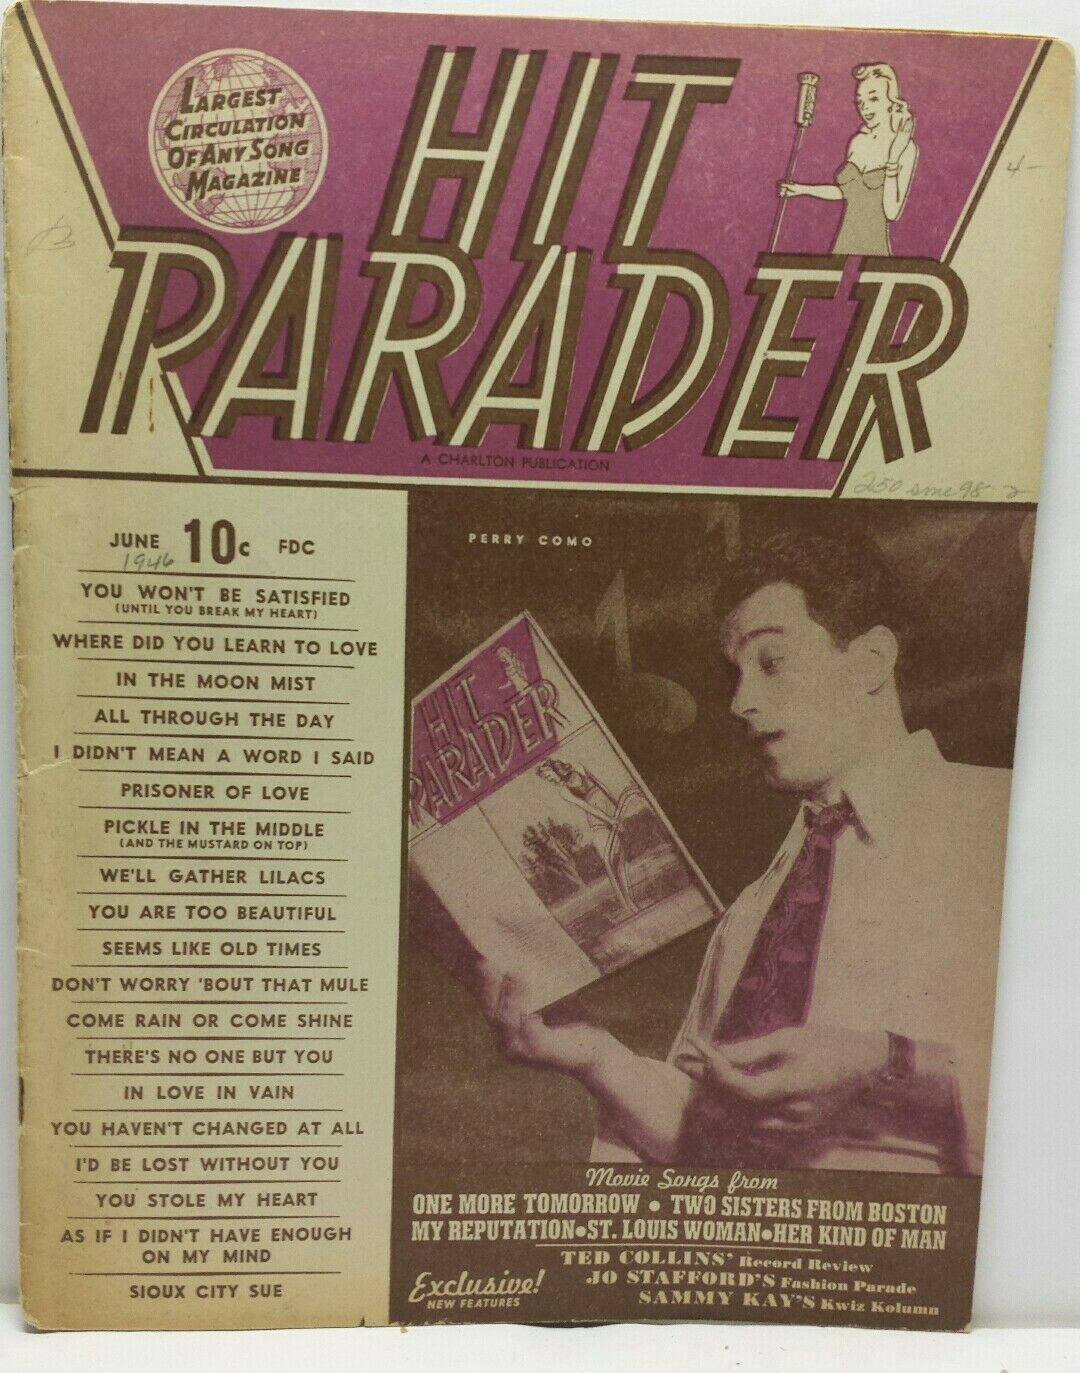 LARGEST
CIRCULATION
OF ANY SONG
MAGAZINE
HIT
PARADER
4-
A CHARLTON PUBLICATION
250 sme 98-2
JUNE 10c FDC
1946
YOU WON'T BE SATISFIED
(UNTIL YOU BREAK MY HEART)
WHERE DID YOU LEARN TO LOVE
IN THE MOON MIST
ALL THROUGH THE DAY
I DIDN'T MEAN A WORD I SAID
PRISONER OF LOVE
PICKLE IN THE MIDDLE
(AND THE MUSTARD ON TOP)
WE'LL GATHER LILACS
YOU ARE TOO BEAUTIFUL
SEEMS LIKE OLD TIMES
DON'T WORRY 'BOUT THAT MULE
COME RAIN OR COME SHINE
THERE'S NO ONE BUT YOU
IN LOVE IN VAIN
YOU HAVEN'T CHANGED AT ALL
I'D BE LOST WITHOUT YOU
YOU STOLE MY HEART
AS IF I DIDN'T HAVE ENOUGH
ON MY MIND
SIOUX CITY SUE
PERRY COMO
HIT
PARADER
Movie Songs from
ONE MORE TOMORROW • TWO SISTERS FROM BOSTON
MY REPUTATION • ST. LOUIS WOMAN • HER KIND OF MAN
Exclusive!
NEW FEATURES
TED COLLINS' Record Review
JO STAFFORD'S Fashion Parade
SAMMY KAY'S Kwiz Kolumn